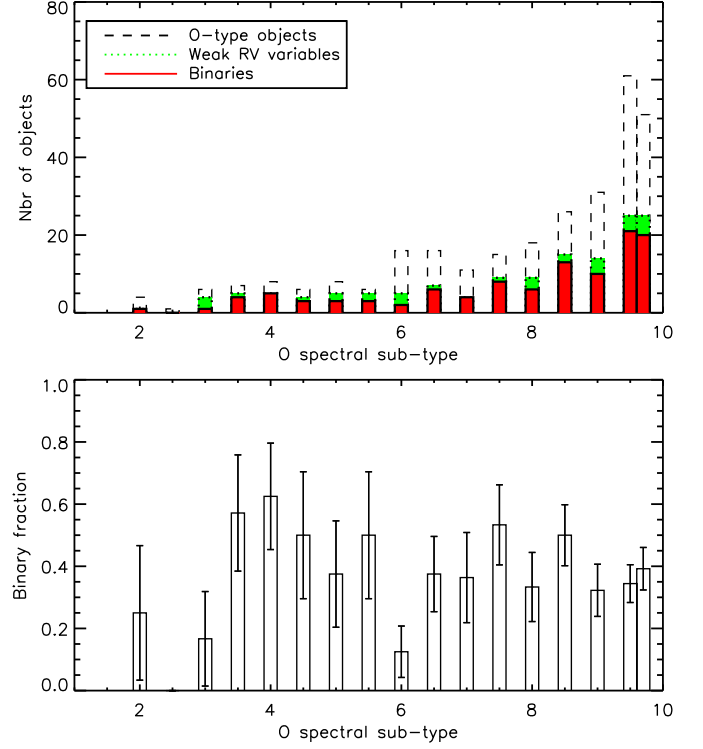 80
O-type objects
Weak RV variables
Binaries
60
40
20
0
Nbr of objects
2 4 6 8 10
O spectral sub-type
1.0
0.8
0.6
0.4
0.2
0.0
Binary fraction
2 4 6 8 10
O spectral sub-type